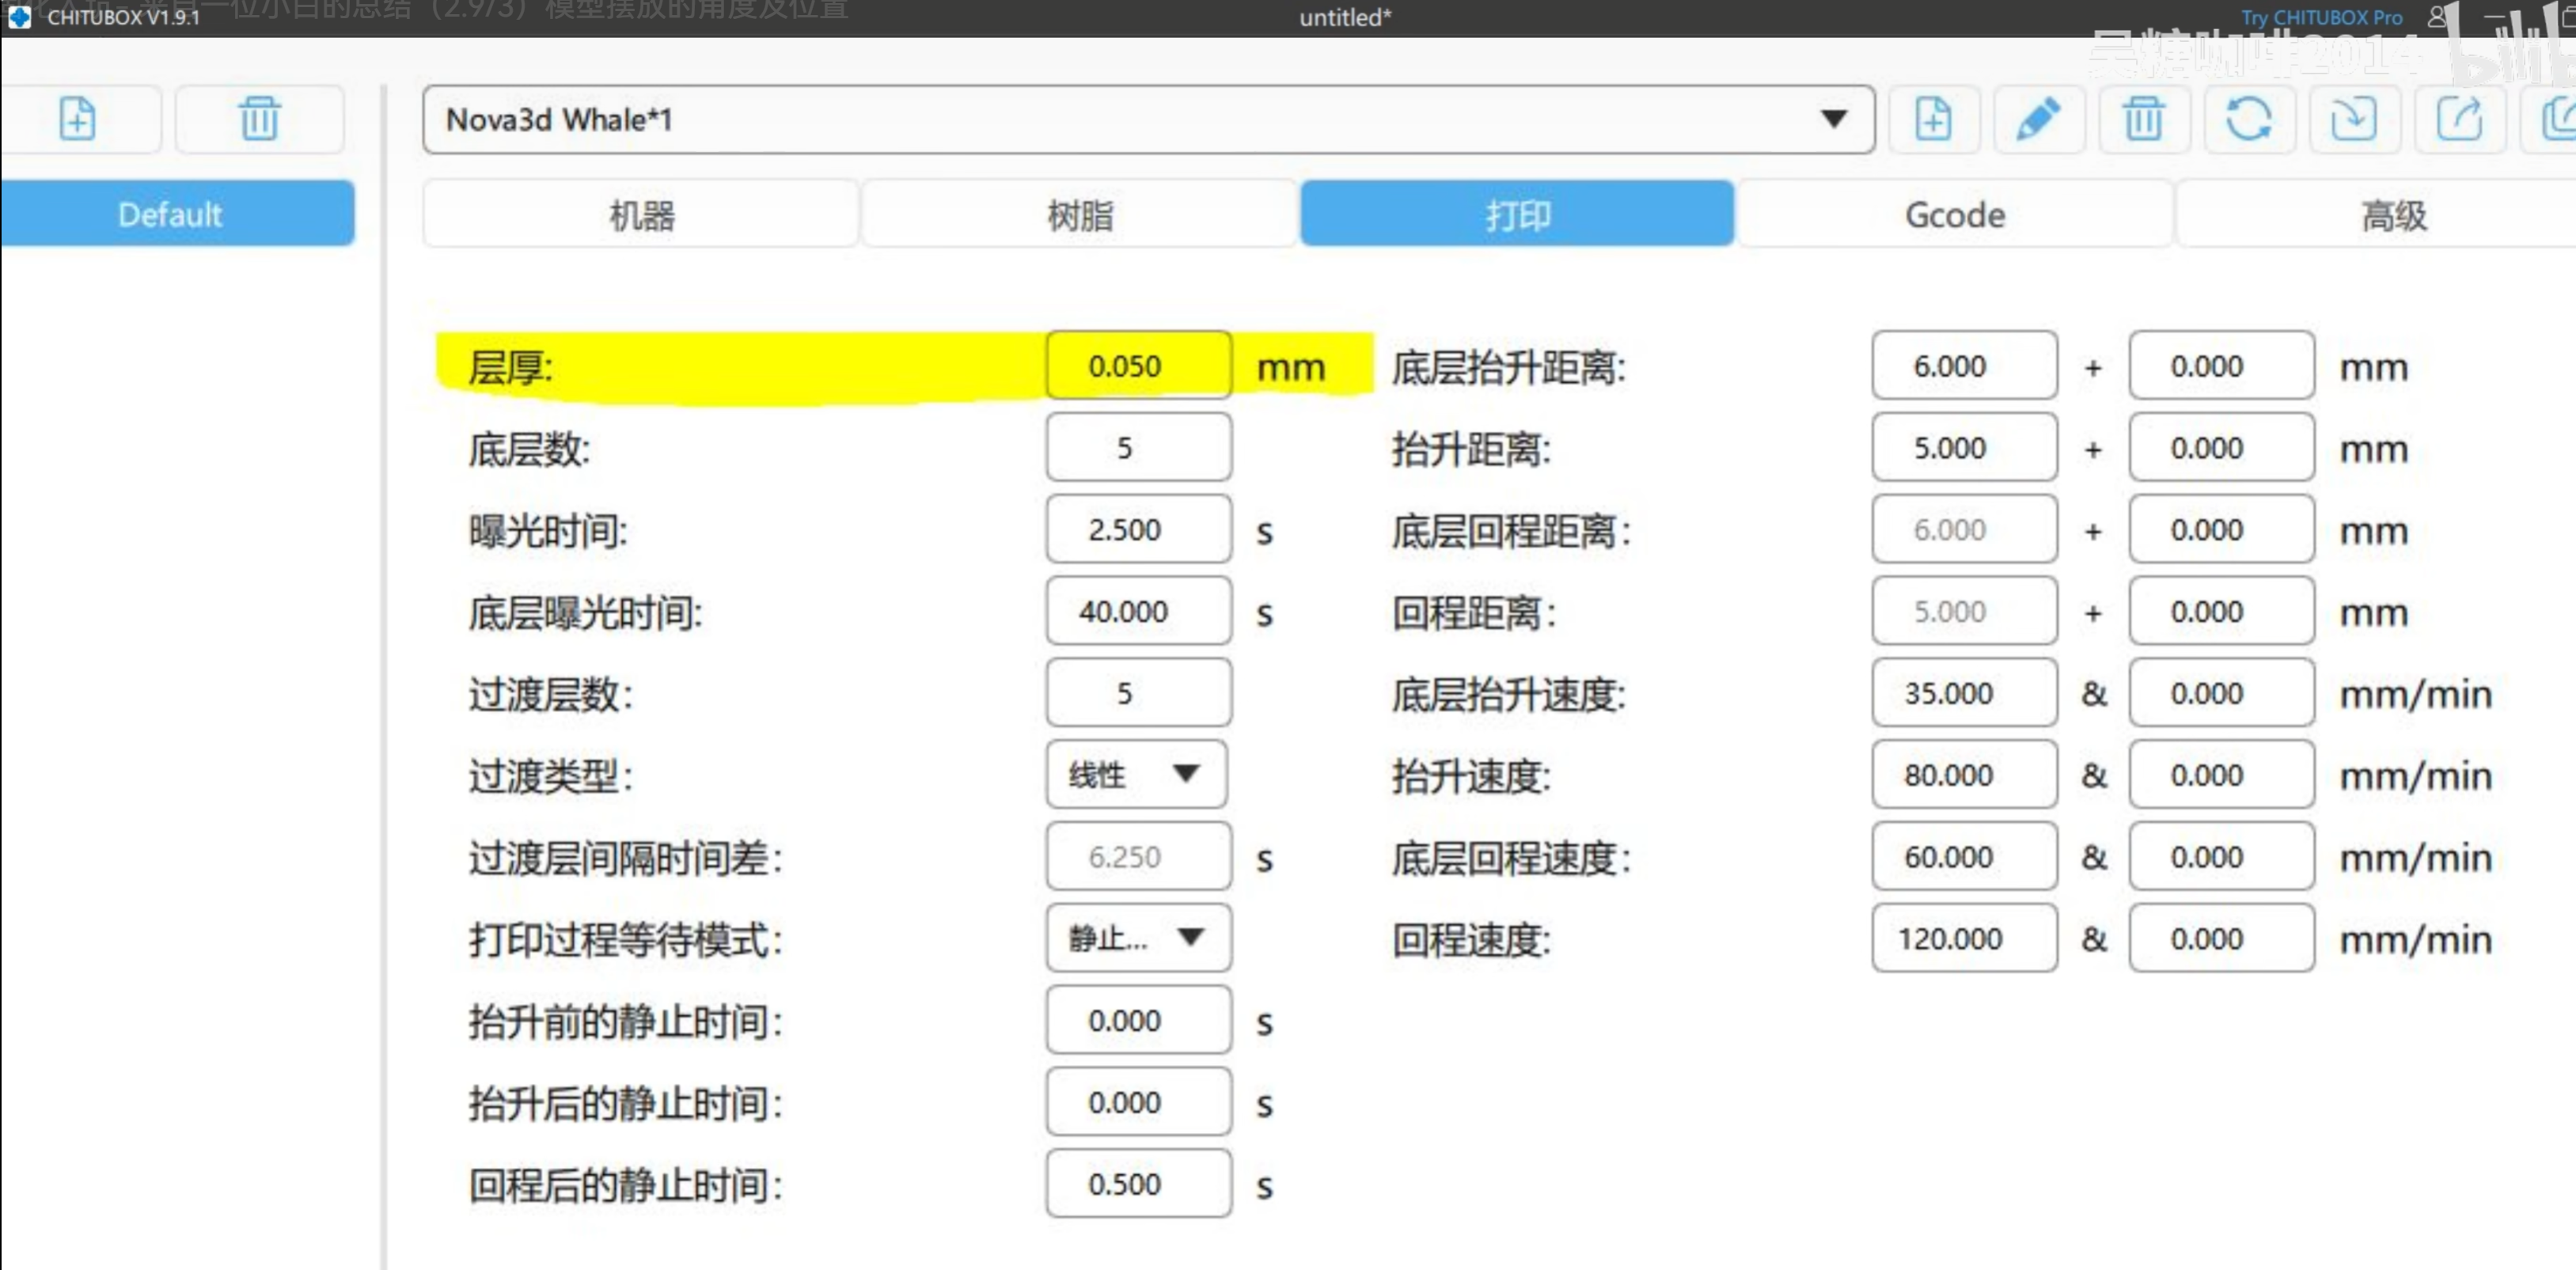 来自一位小白的总结（2.9/3）模型摆放的角度及位置
CHITUBOX V1.9.1
untitled*
Try CHITUBOX Pro
Nova3d Whale*1
Default
机器
树脂
打印
Gcode
高级
层厚: 0.050 mm
底层抬升距离: 6.000 + 0.000 mm
底层数: 5
抬升距离: 5.000 + 0.000 mm
曝光时间: 2.500 s
底层回程距离: 6.000 + 0.000 mm
底层曝光时间: 40.000 s
回程距离: 5.000 + 0.000 mm
过渡层数: 5
底层抬升速度: 35.000 & 0.000 mm/min
过渡类型: 线性
抬升速度: 80.000 & 0.000 mm/min
过渡层间隔时间差: 6.250 s
底层回程速度: 60.000 & 0.000 mm/min
打印过程等待模式: 静止...
回程速度: 120.000 & 0.000 mm/min
抬升前的静止时间: 0.000 s
抬升后的静止时间: 0.000 s
回程后的静止时间: 0.500 s